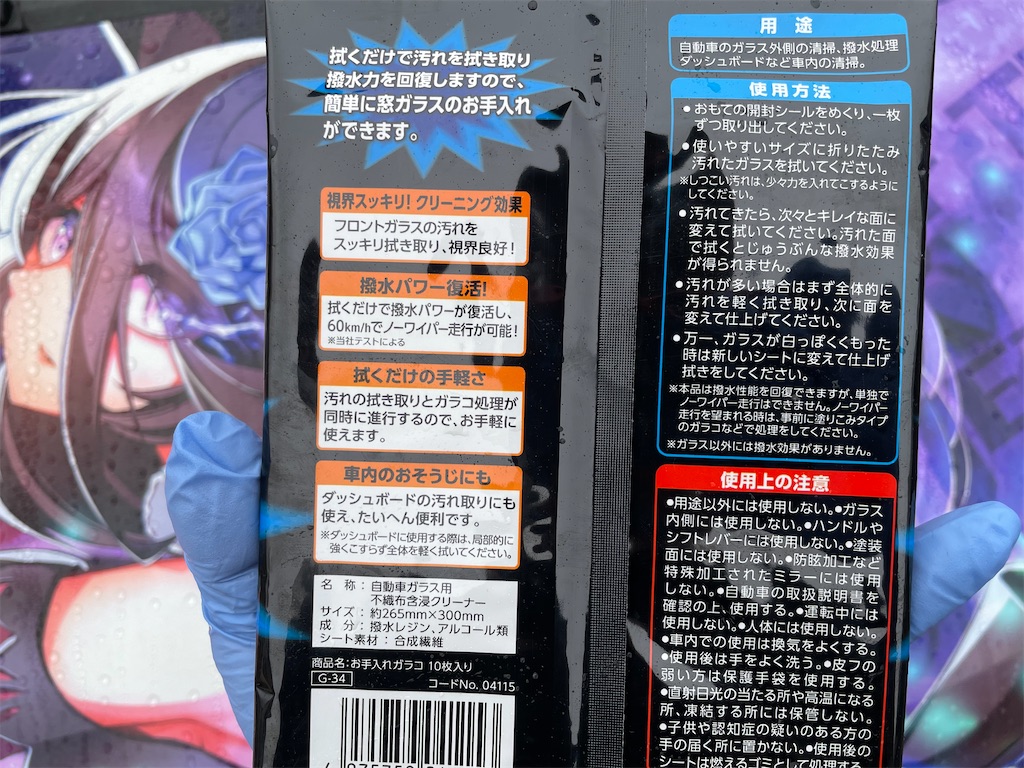 拭くだけで汚れを拭き取り
撥水力を回復しますので、
簡単に窓ガラスのお手入れ
ができます。
視界スッキリ! クリーニング効果
フロントガラスの汚れを
スッキリ拭き取り、視界良好!
撥水パワー復活!
拭くだけで撥水パワーが復活し、
60km/hでノーワイパー走行が可能!
※当社テストによる
拭くだけの手軽さ
汚れの拭き取りとガラコ処理が
同時に進行するので、お手軽に
使えます。
車内のおそうじにも
ダッシュボードの汚れ取りにも
使え、たいへん便利です。
※ダッシュボードに使用する際は、局部的に
強くこすらず全体を軽く拭いてください。
名 称:自動車ガラス用
不織布含浸クリーナー
サイズ:約265mm×300mm
成 分:撥水レジン、アルコール類
シート素材:合成繊維
商品名:お手入れガラコ 10枚入り
G-34
コードNo. 04115
用 途
自動車のガラス外側の清掃、撥水処理
ダッシュボードなど車内の清掃。
使用方法
●おもての開封シールをめくり、一枚
ずつ取り出してください。
●使いやすいサイズに折りたたみ
汚れたガラスを拭いてください。
※しつこい汚れは、少々力を入れてこするように
してください。
●汚れてきたら、次々とキレイな面に
変えて拭いてください。汚れた面
で拭くとじゅうぶんな撥水効果
が得られません。
●汚れが多い場合はまず全体的に
汚れを軽く拭き取り、次に面を
変えて仕上げてください。
●万一、ガラスが白っぽくくもった
時は新しいシートに変えて仕上げ
拭きをしてください。
※本品は撥水性能を回復できますが、単独で
ノーワイパー走行はできません。ノーワイパー
走行を望まれる時は、事前に塗りこみタイプ
のガラコなどで処理をしてください。
※ガラス以外には撥水効果がありません。
使用上の注意
●用途以外には使用しない。●ガラス
内側には使用しない。●ハンドルや
シフトレバーには使用しない。●塗装
面には使用しない。●防眩加工など
特殊加工されたミラーには使用
しない。●自動車の取扱説明書を
確認の上、使用する。●運転中には
使用しない。●人体には使用しない。
●車内での使用は換気をよくする。
●使用後は手をよく洗う。●皮フの
弱い方は保護手袋を使用する。
●直射日光の当たる所や高温になる
所、凍結する所には保管しない。
●子供や認知症の疑いのある方の
手の届く所に置かない。●使用後の
シートは燃えるゴミとして処理する